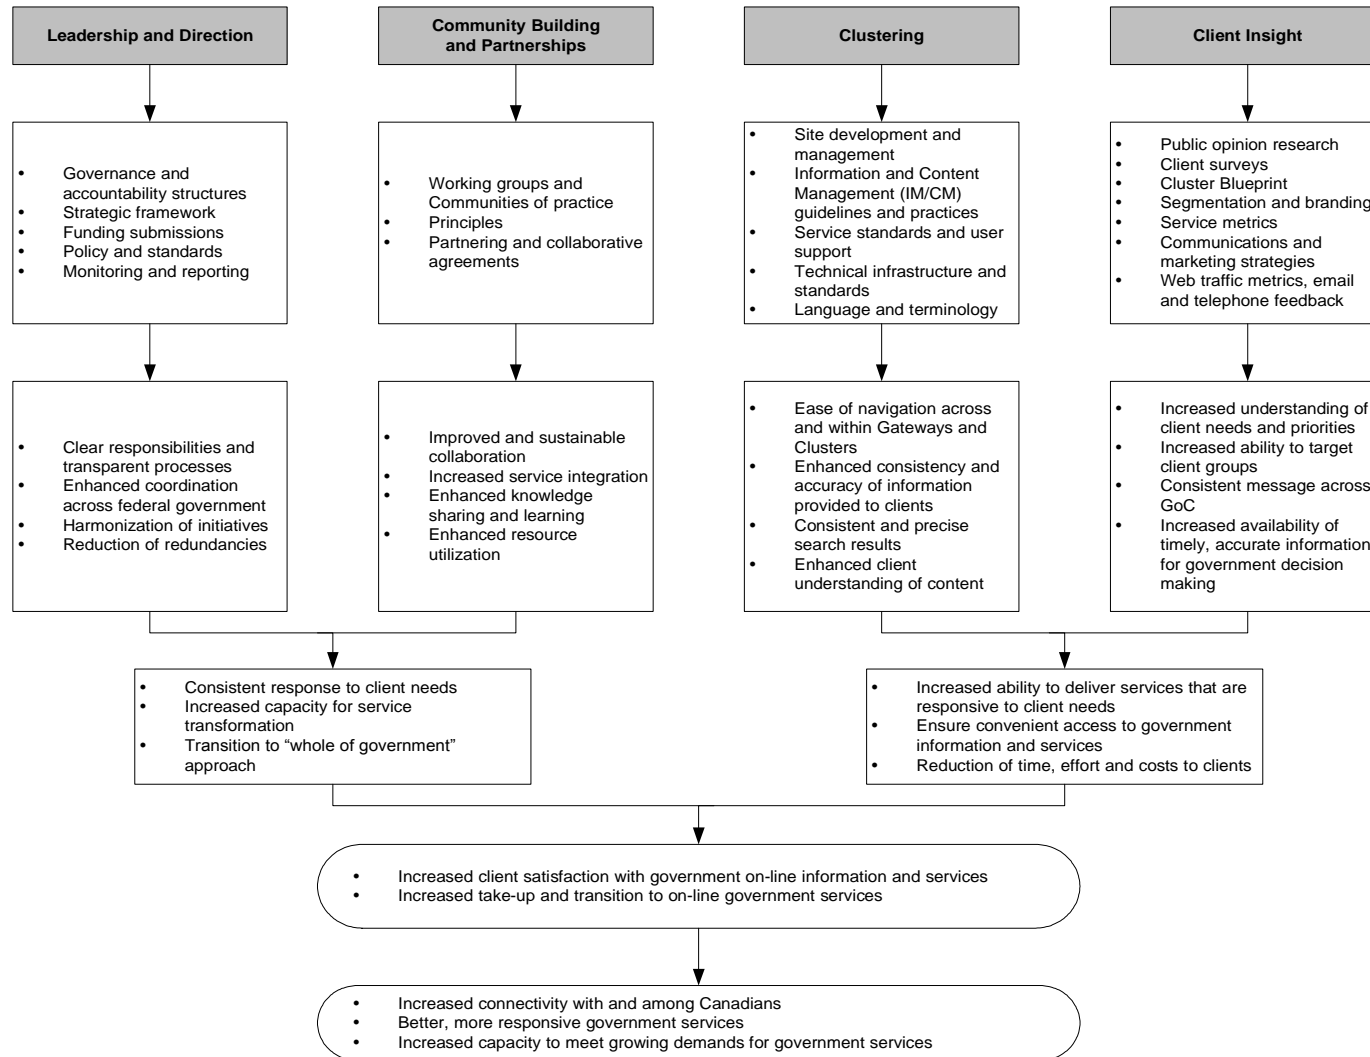 Leadership and Direction
Community Building
and Partnerships
Clustering
Client Insight
• Governance and
accountability structures
• Strategic framework
• Funding submissions
• Policy and standards
• Monitoring and reporting
• Working groups and
Communities of practice
• Principles
• Partnering and collaborative
agreements
• Site development and
management
• Information and Content
Management (IM/CM)
guidelines and practices
• Service standards and user
support
• Technical infrastructure and
standards
• Language and terminology
• Public opinion research
• Client surveys
• Cluster Blueprint
• Segmentation and branding
• Service metrics
• Communications and
marketing strategies
• Web traffic metrics, email
and telephone feedback
• Clear responsibilities and
transparent processes
• Enhanced coordination
across federal government
• Harmonization of initiatives
• Reduction of redundancies
• Improved and sustainable
collaboration
• Increased service integration
• Enhanced knowledge
sharing and learning
• Enhanced resource
utilization
• Ease of navigation across
and within Gateways and
Clusters
• Enhanced consistency and
accuracy of information
provided to clients
• Consistent and precise
search results
• Enhanced client
understanding of content
• Increased understanding of
client needs and priorities
• Increased ability to target
client groups
• Consistent message across
GoC
• Increased availability of
timely, accurate information
for government decision
making
• Consistent response to client needs
• Increased capacity for service
transformation
• Transition to “whole of government”
approach
• Increased ability to deliver services that are
responsive to client needs
• Ensure convenient access to government
information and services
• Reduction of time, effort and costs to clients
• Increased client satisfaction with government on-line information and services
• Increased take-up and transition to on-line government services
• Increased connectivity with and among Canadians
• Better, more responsive government services
• Increased capacity to meet growing demands for government services